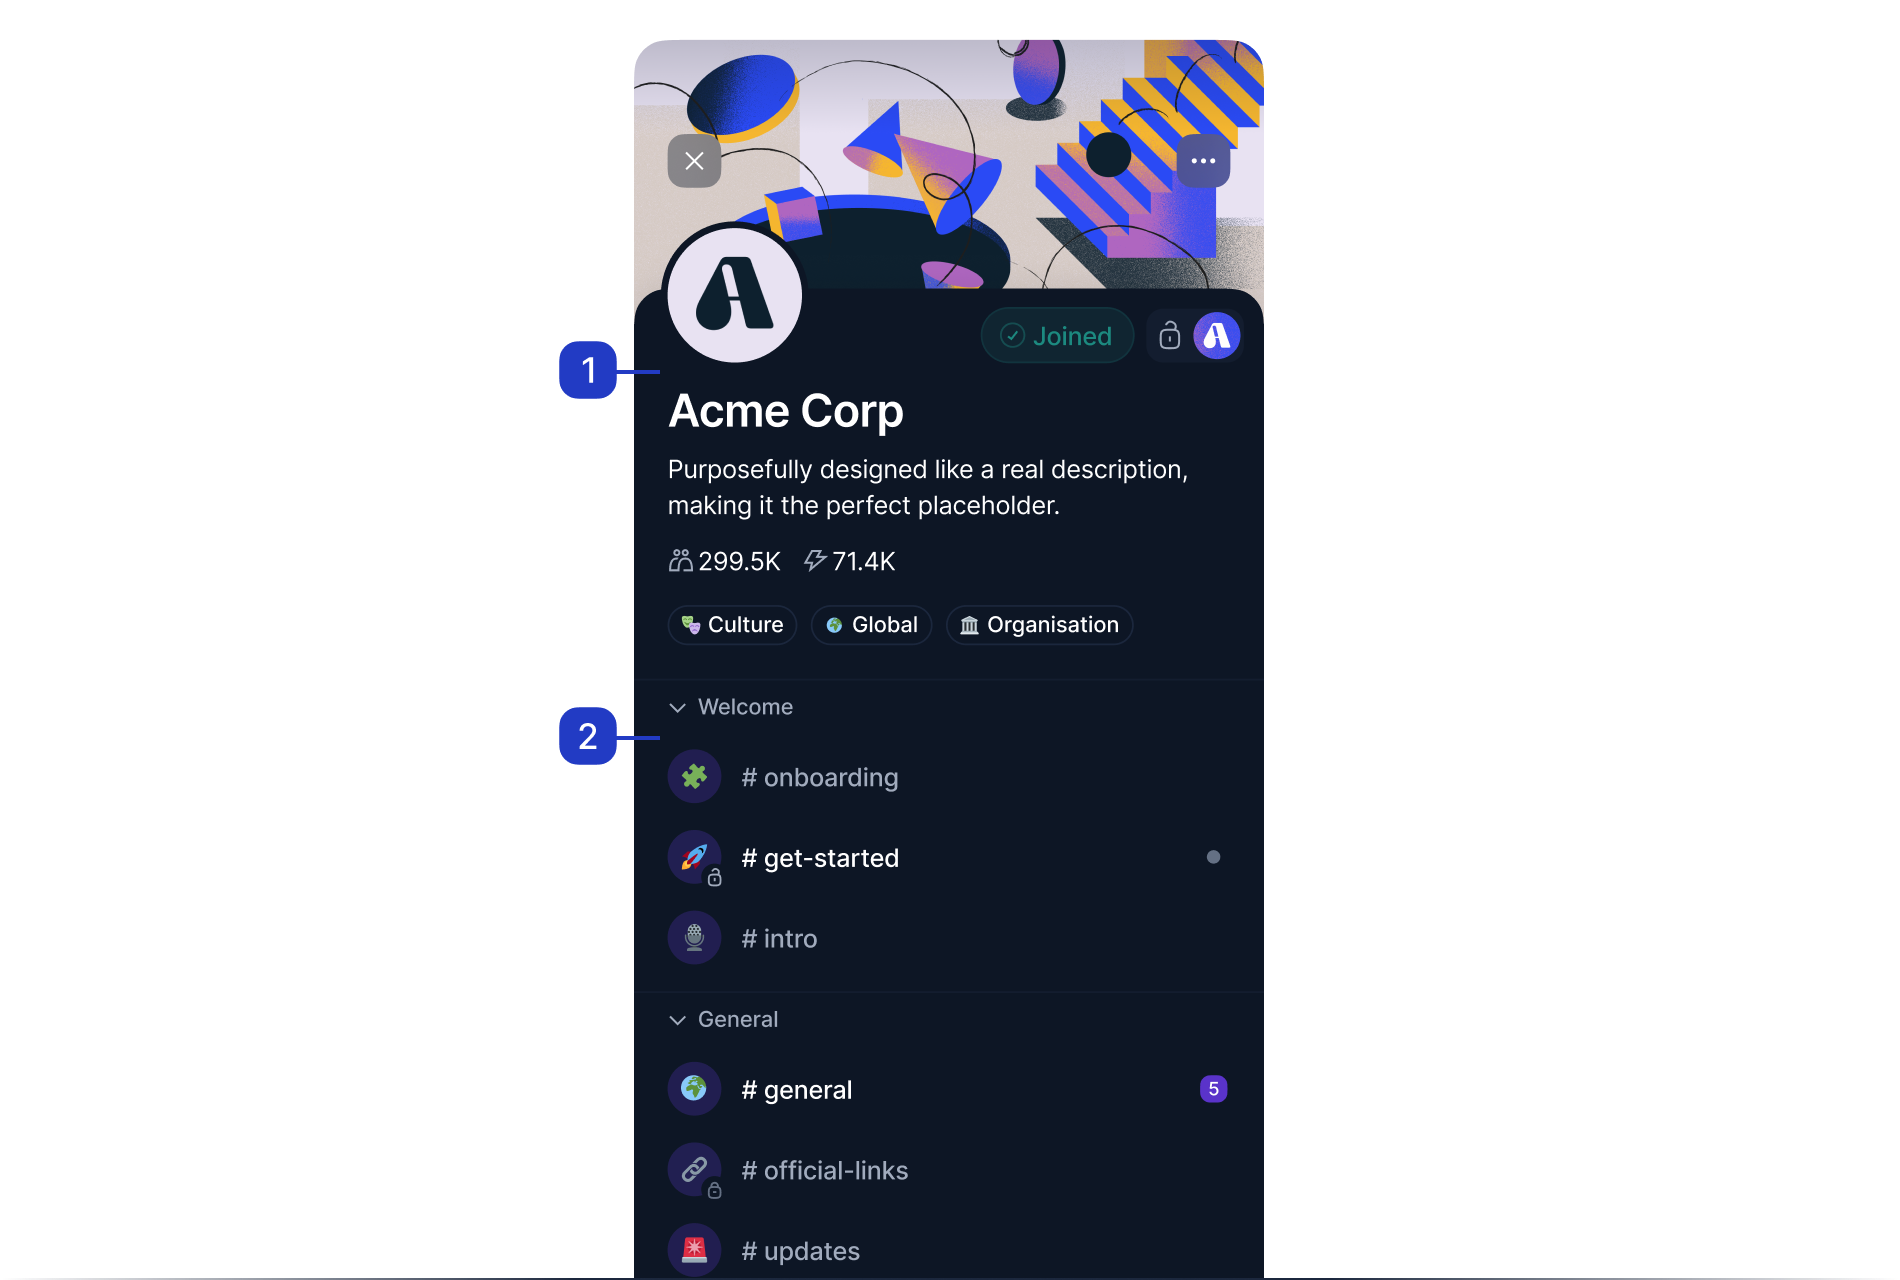 Joined
1
Acme Corp
Purposefully designed like a real description,
making it the perfect placeholder.
299.5K 71.4K
Culture Global Organisation
Welcome
2
# onboarding
# get-started
# intro
General
# general 5
# official-links
# updates